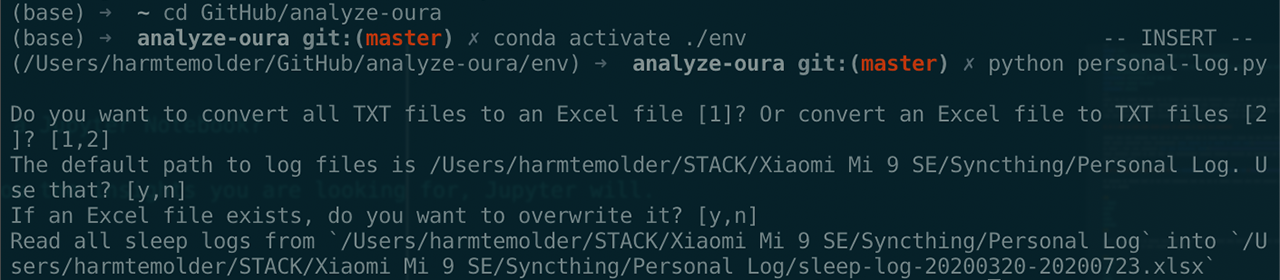 (base) → ~ cd GitHub/analyze-oura
(base) → analyze-oura git:(master) ✗ conda activate ./env -- INSERT --
(/Users/harmtemolder/GitHub/analyze-oura/env) → analyze-oura git:(master) ✗ python personal-log.py
Do you want to convert all TXT files to an Excel file [1]? Or convert an Excel file to TXT files [2
]? [1,2]
The default path to log files is /Users/harmtemolder/STACK/Xiaomi Mi 9 SE/Syncthing/Personal Log. U
se that? [y,n]
If an Excel file exists, do you want to overwrite it? [y,n]
Read all sleep logs from `/Users/harmtemolder/STACK/Xiaomi Mi 9 SE/Syncthing/Personal Log` into `/U
sers/harmtemolder/STACK/Xiaomi Mi 9 SE/Syncthing/Personal Log/sleep-log-20200320-20200723.xlsx`